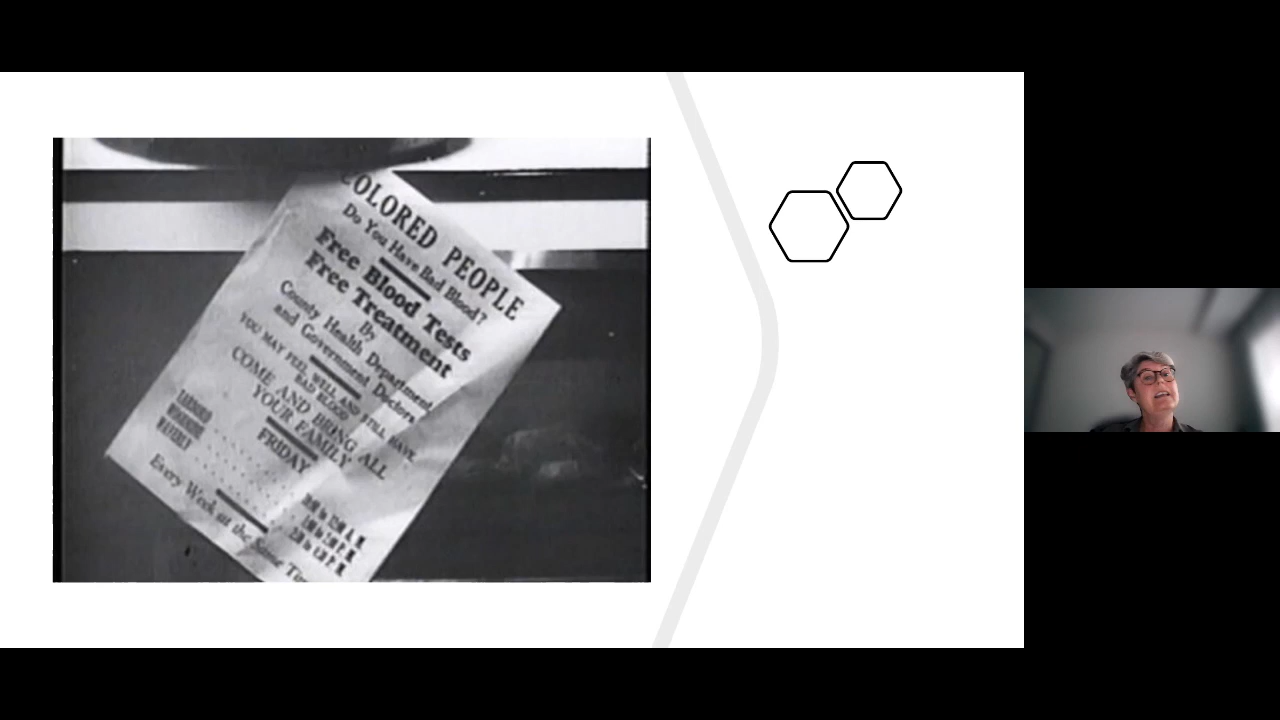 COLORED PEOPLE
Do You Have Bad Blood?
Free Blood Tests
Free Treatment
By
County Health Department
and Government Doctors
YOU MAY FEEL WELL AND STILL HAVE
BAD BLOOD
COME AND BRING ALL
YOUR FAMILY
FRIDAY
WAVERLY
Every Week at the Same